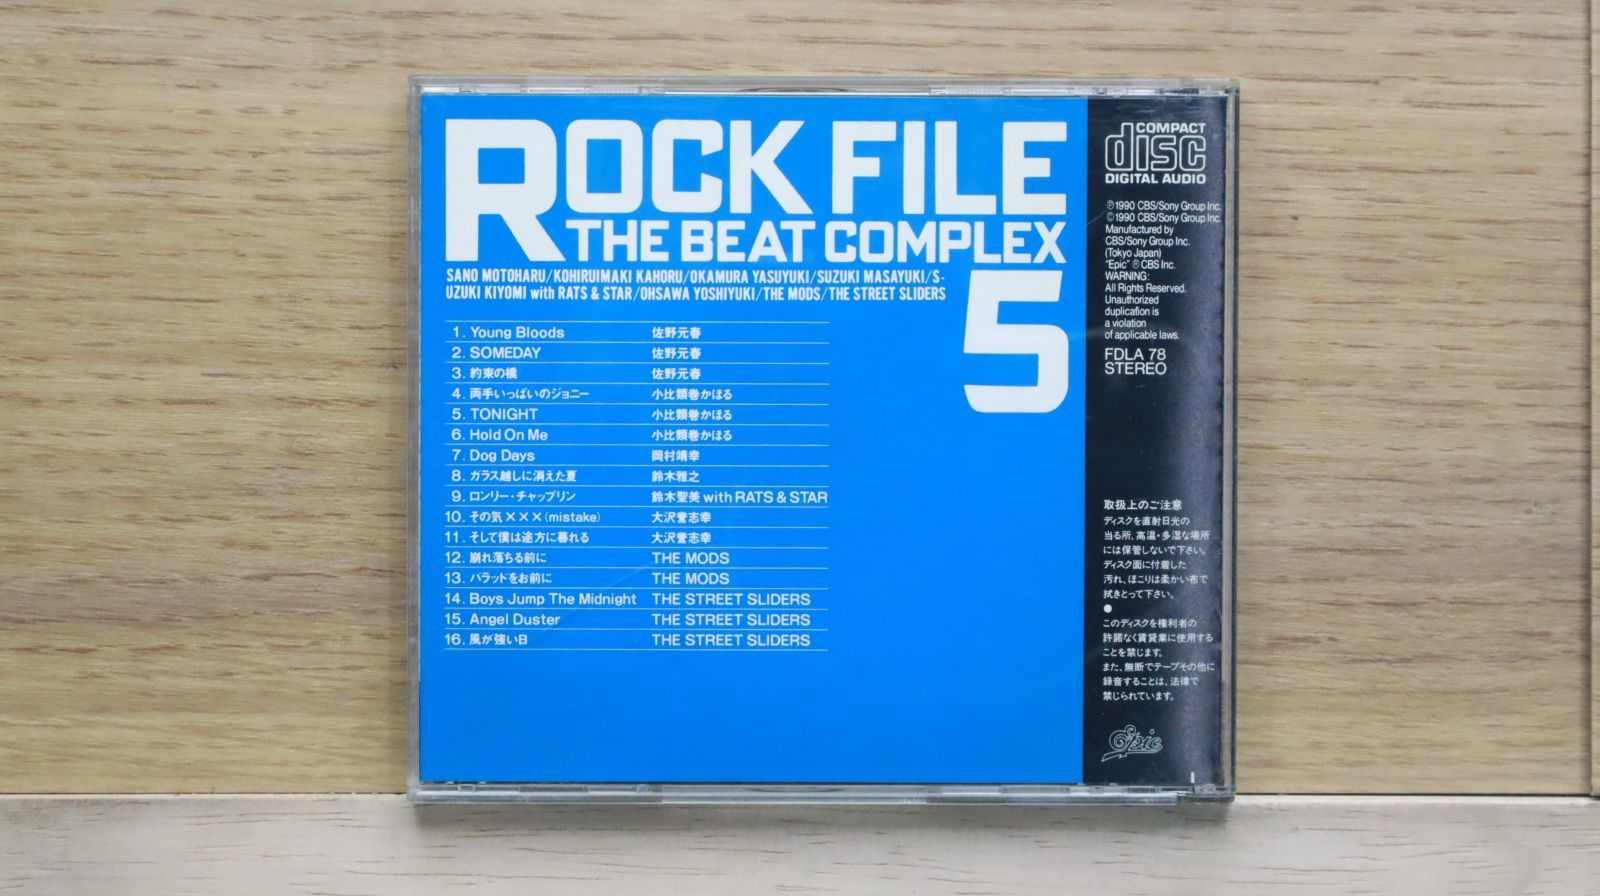 ROCK FILE
THE BEAT COMPLEX
5
SANO MOTOHARU/KOHIRUIMAKI KAHORU/OKAMURA YASUYUKI/SUZUKI MASAYUKI/S-
UZUKI KIYOMI with RATS & STAR/OHSAWA YOSHIYUKI/THE MODS/THE STREET SLIDERS
1. Young Bloods 佐野元春
2. SOMEDAY 佐野元春
3. 約束の橋 佐野元春
4. 両手いっぱいのジョニー 小比類巻かほる
5. TONIGHT 小比類巻かほる
6. Hold On Me 小比類巻かほる
7. Dog Days 岡村靖幸
8. ガラス越しに消えた夏 鈴木雅之
9. ロンリー・チャップリン 鈴木聖美 with RATS & STAR
10. その気×××(mistake) 大沢誉志幸
11. そして僕は途方に暮れる 大沢誉志幸
12. 崩れ落ちる前に THE MODS
13. バラッドをお前に THE MODS
14. Boys Jump The Midnight THE STREET SLIDERS
15. Angel Duster THE STREET SLIDERS
16. 風が強い日 THE STREET SLIDERS
COMPACT
disc
DIGITAL AUDIO
℗1990 CBS/Sony Group Inc.
©1990 CBS/Sony Group Inc.
Manufactured by
CBS/Sony Group Inc.
(Tokyo Japan)
"Epic" ® CBS Inc.
WARNING:
All Rights Reserved.
Unauthorized
duplication is
a violation
of applicable laws.
FDLA 78
STEREO
取扱上のご注意
ディスクを直射日光の
当る所、高温・多湿な場所
には保管しないで下さい。
ディスク面に付着した
汚れ、ほこりは柔かい布で
拭きとって下さい。
●
このディスクを権利者の
許諾なく賃貸業に使用する
ことを禁じます。
また、無断でテープその他に
録音することは、法律で
禁じられています。
Epic